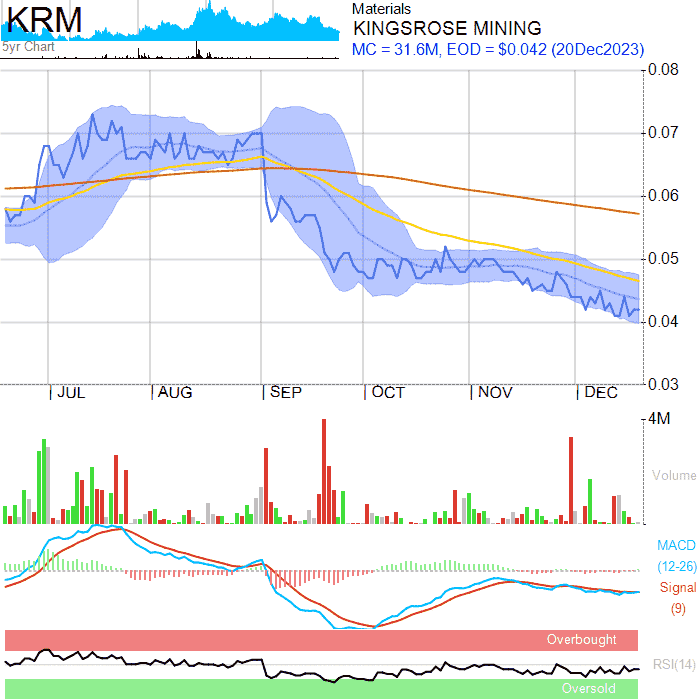 KRM
5yr Chart
Materials
KINGSROSE MINING
MC = 31.6M, EOD = $0.042 (20Dec2023)
0.08
0.07
0.06
0.05
0.04
0.03
JUL AUG SEP OCT NOV DEC
4M
Volume
MACD
(12-26)
Signal
(9)
Overbought
RSI(14)
Oversold